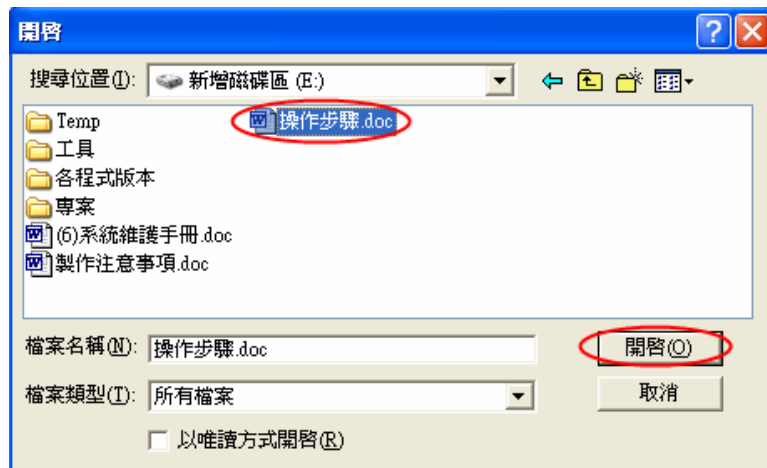 開啓
搜尋位置(I): 新增磁碟區 (E:)
Temp 操作步驟.doc
工具
各程式版本
專案
(6)系統維護手冊.doc
製作注意事項.doc
檔案名稱(N): 操作步驟.doc 開啓(O)
檔案類型(T): 所有檔案 取消
以唯讀方式開啓(R)